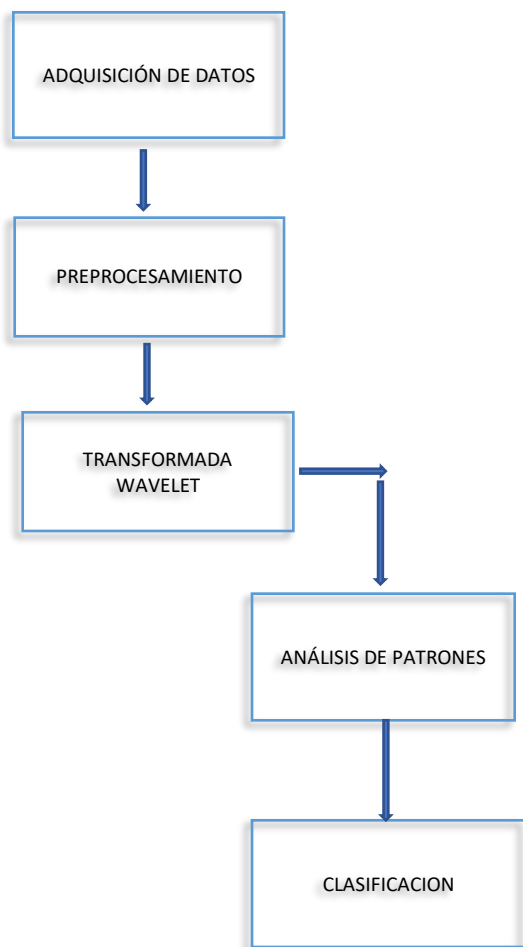 ADQUISICIÓN DE DATOS
PREPROCESAMIENTO
TRANSFORMADA
WAVELET
ANÁLISIS DE PATRONES
CLASIFICACION